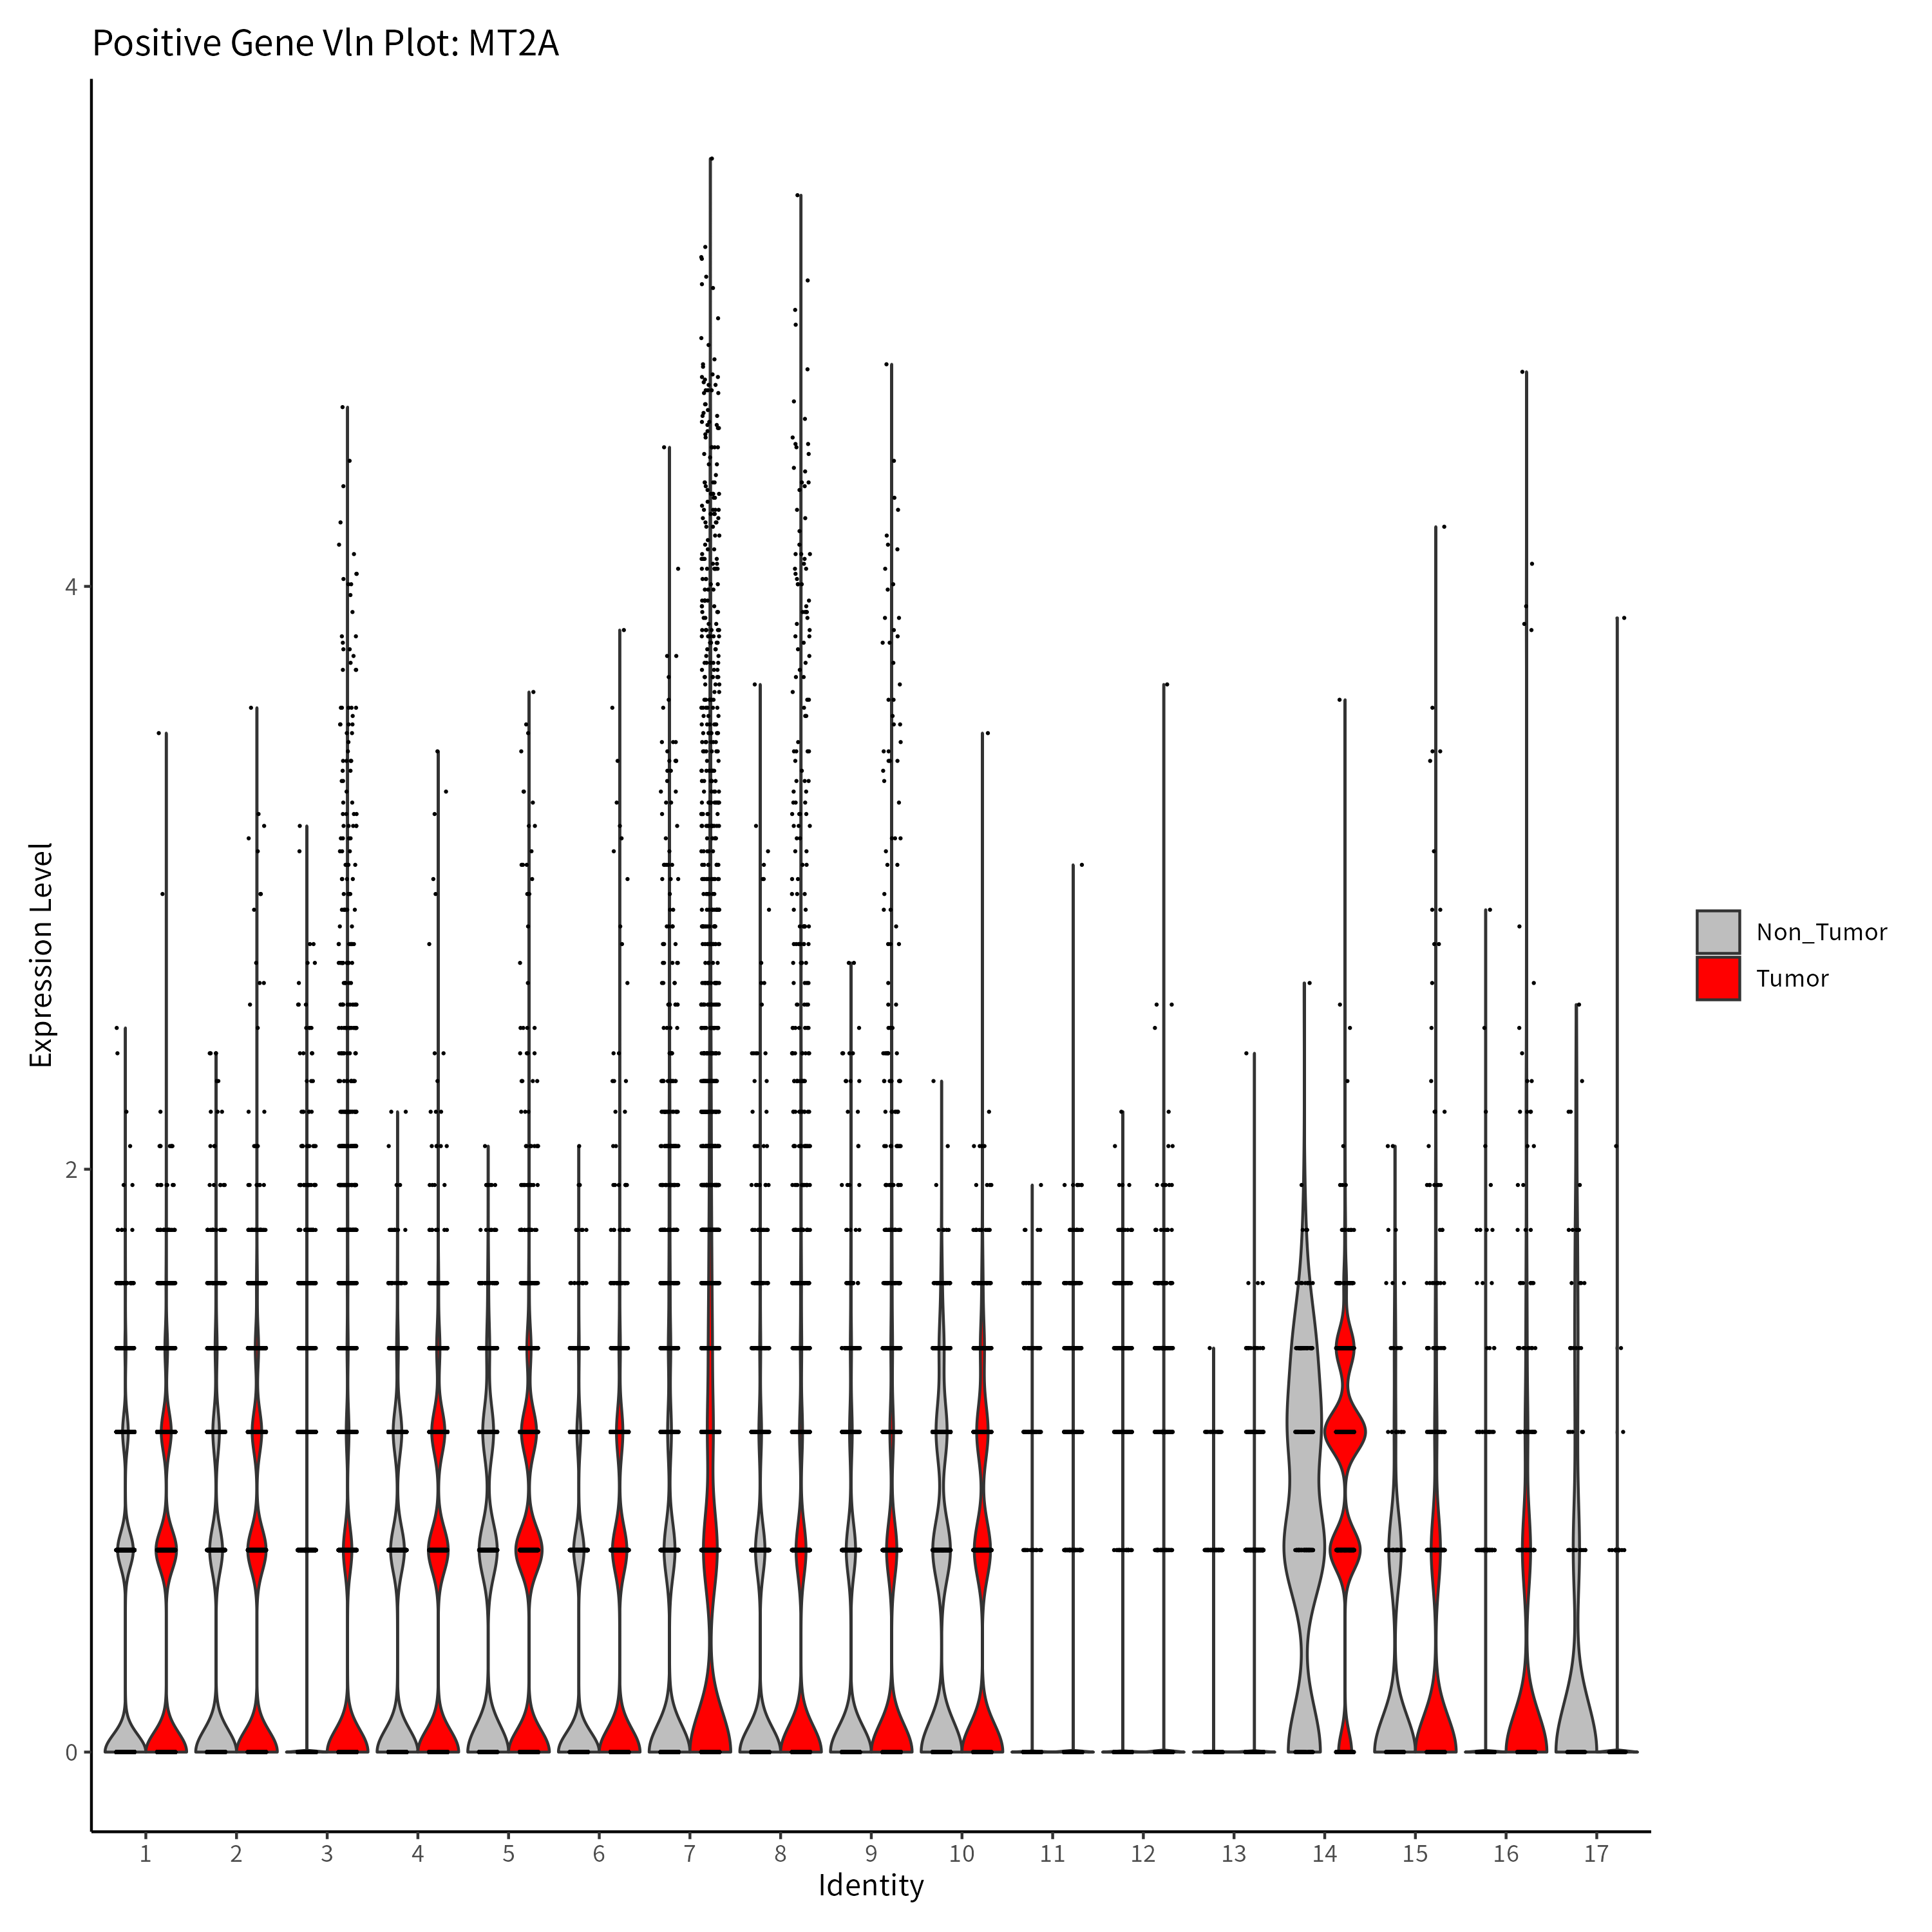 Positive Gene Vln Plot: MT2A
Expression Level
4
2
0
1 2 3 4 5 6 7 8 9 10 11 12 13 14 15 16 17
Identity
Non_Tumor
Tumor